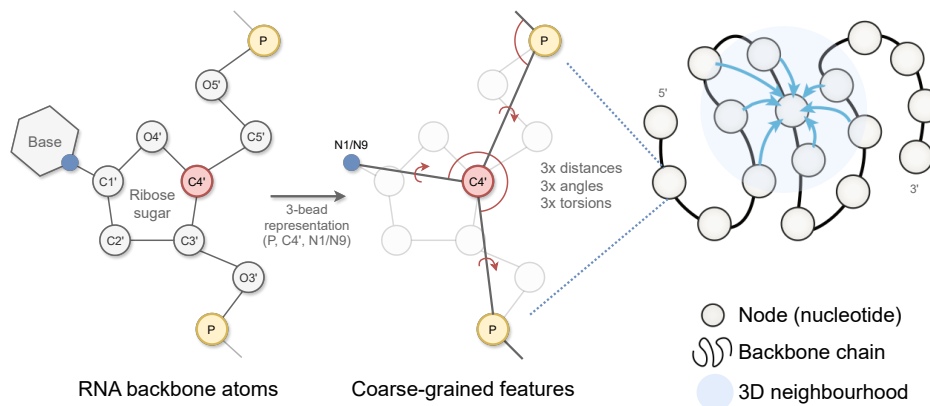 P
O5'
Base
O4'
C5'
C1'
C4'
Ribose
sugar
C2'
C3'
O3'
P
RNA backbone atoms
3-bead
representation
(P, C4', N1/N9)
P
N1/N9
C4'
P
3x distances
3x angles
3x torsions
Coarse-grained features
5'
3'
Node (nucleotide)
Backbone chain
3D neighbourhood